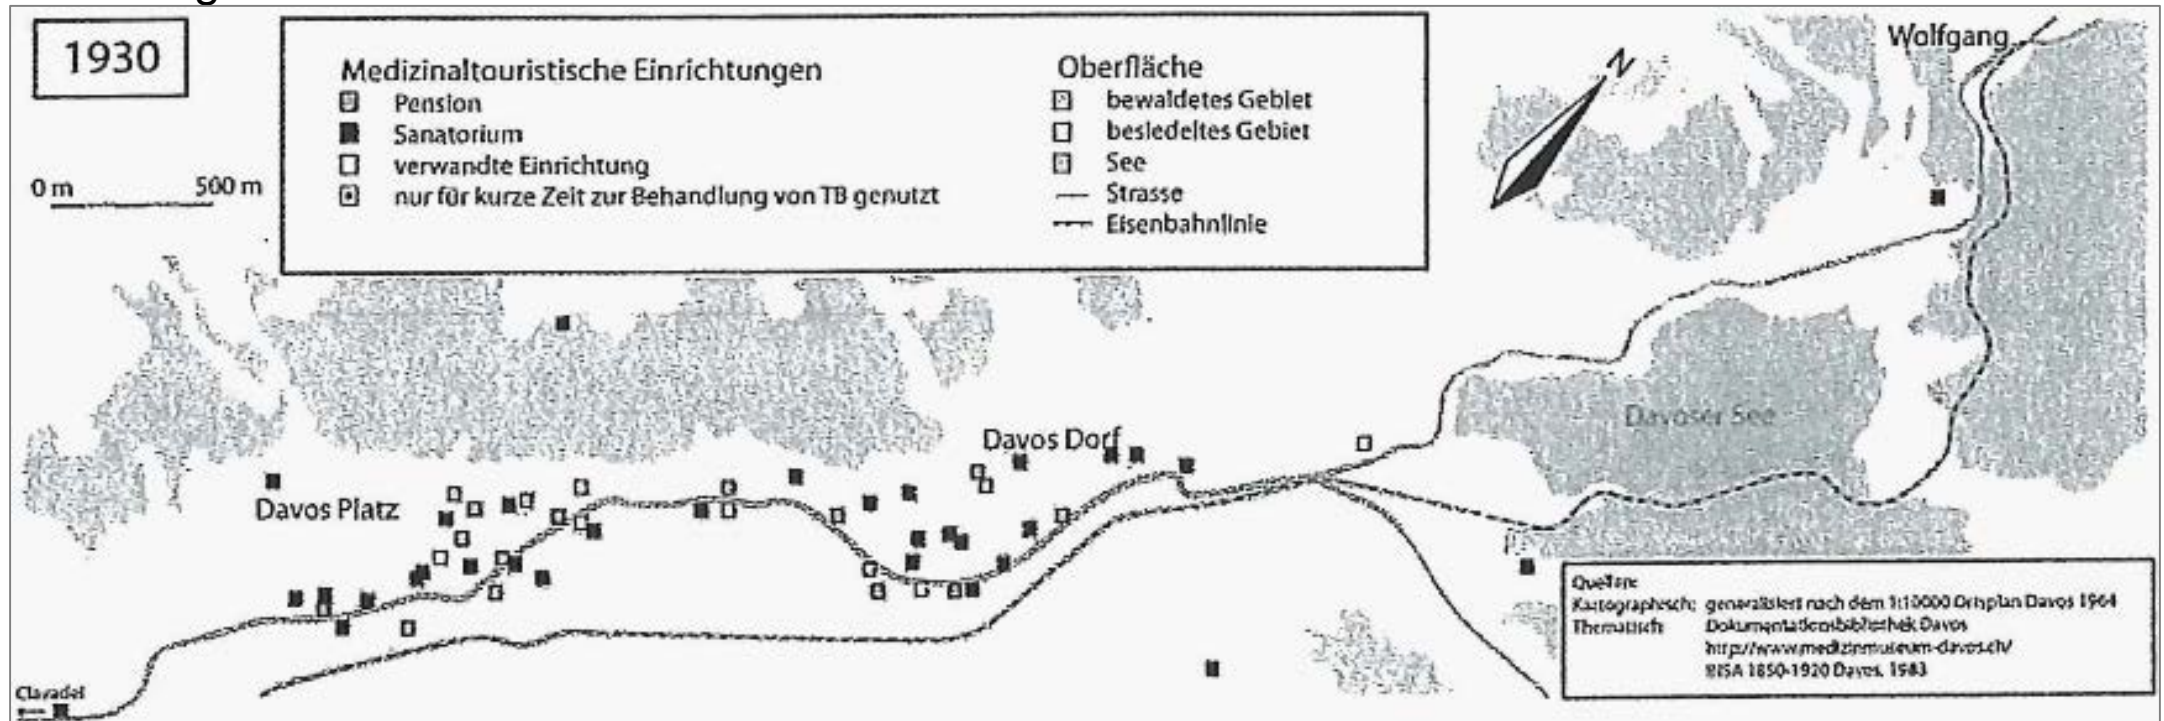 1930
Medizinaltouristische Einrichtungen
Pension
Sanatorium
verwandte Einrichtung
nur für kurze Zeit zur Behandlung von TB genutzt
Oberfläche
bewaldetes Gebiet
besiedeltes Gebiet
See
Strasse
Eisenbahnlinie
0 m 500 m
N
Wolfgang
Davoser See
Davos Dorf
Davos Platz
Clavadel
Quellen:
Kartographisch: generalisiert nach dem 1:10000 Ortsplan Davos 1964
Thematisch: Dokumentationsbibliothek Davos
http://www.medizinmuseum-davos.ch/
INSA 1850-1920 Davos, 1983